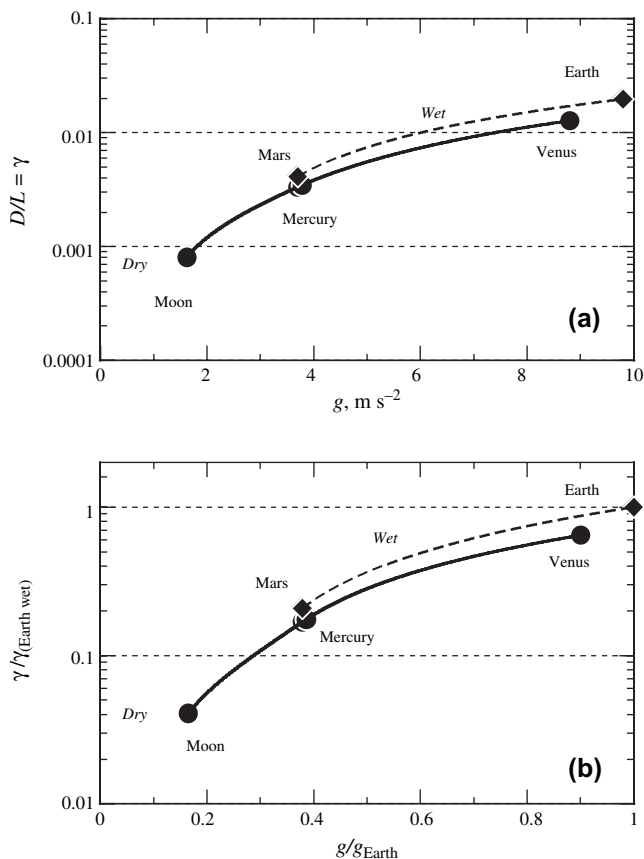 0.1
Earth
Wet
0.01
Mars
Venus
D/L = γ
Mercury
0.001
Dry
Moon
(a)
0.0001
0 2 4 6 8 10
g, m s⁻²
Earth
1
Wet
Mars
Venus
γ/γ(Earth wet)
Mercury
0.1
Dry
Moon
(b)
0.01
0 0.2 0.4 0.6 0.8 1
g/gEarth